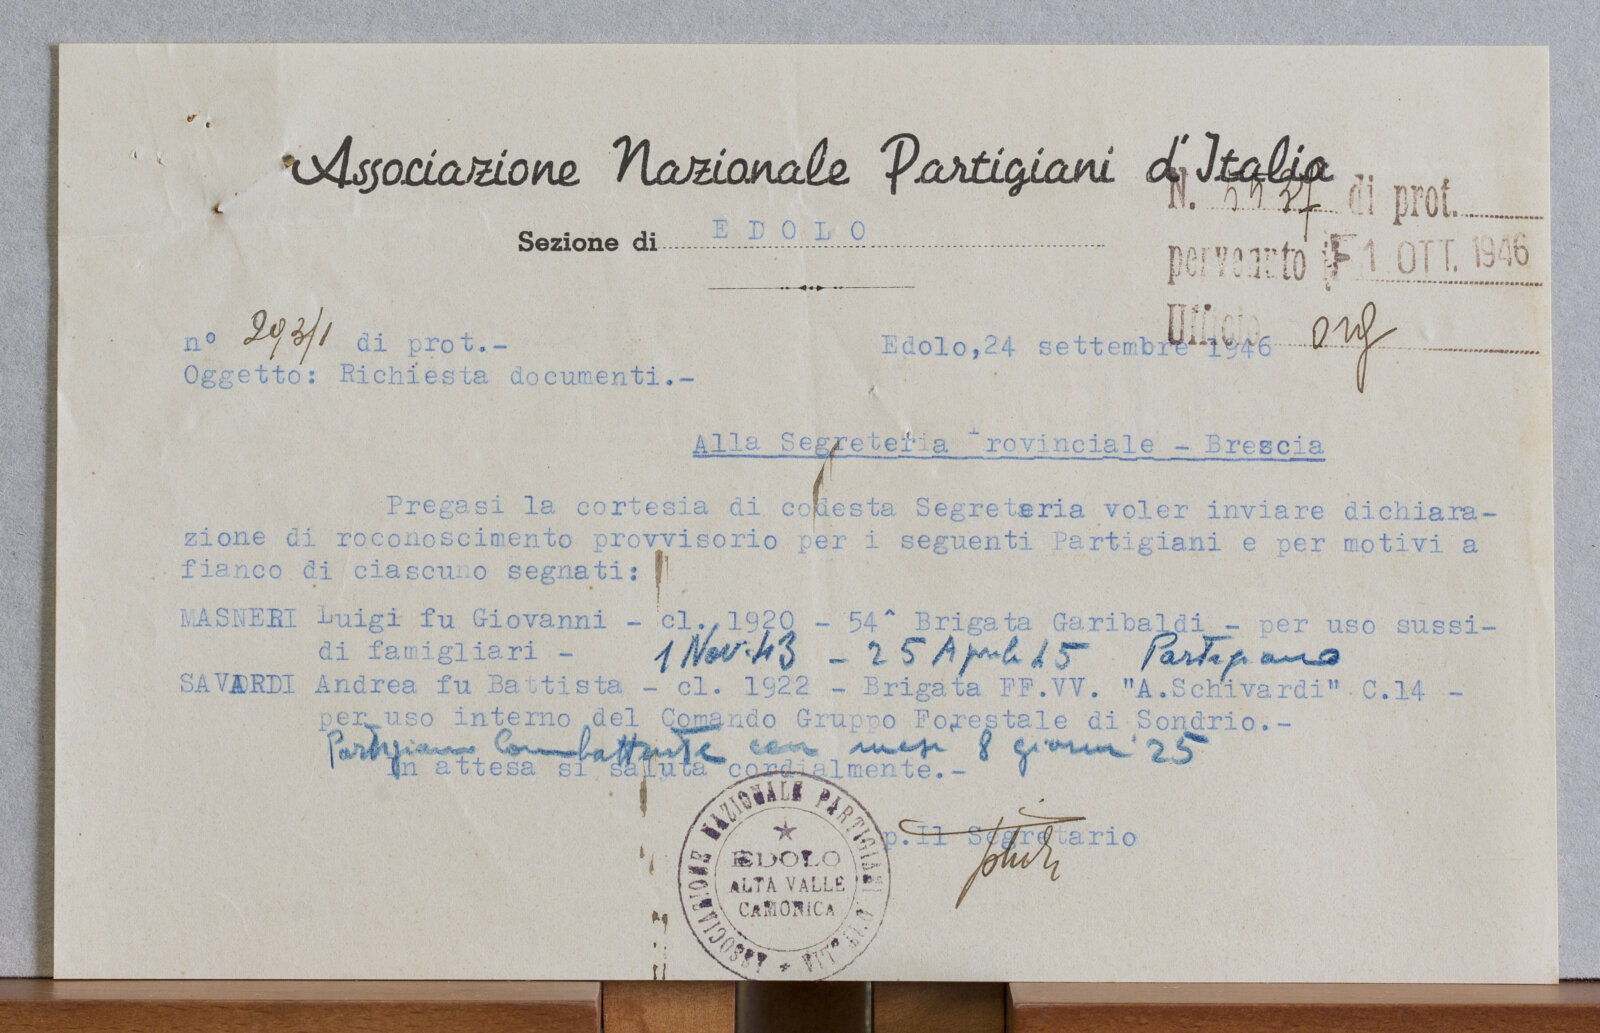 Associazione Nazionale Partigiani d'Italia
Sezione di EDOLO
N. di prot.
pervenuto il 1 OTT. 1946
Ufficio org
n° 293/1 di prot.-
Edolo,24 settembre 1946
Oggetto: Richiesta documenti.-
Alla Segreteria Provinciale - Brescia
Pregasi la cortesia di codesta Segreteria voler inviare dichiara-
zione di roconoscimento provvisorio per i seguenti Partigiani e per motivi a
fianco di ciascuno segnati:
MASNERI Luigi fu Giovanni - cl. 1920 - 54^ Brigata Garibaldi - per uso sussi-
di famigliari - 1 Nov. 43 - 25 Aprile 45 Partigiano
SAVARDI Andrea fu Battista - cl. 1922 - Brigata FF.VV. "A.Schivardi" C.14 -
per uso interno del Comando Gruppo Forestale di Sondrio.-
Partigiano Combattente con mesi 8 giorni 25
In attesa si saluta cordialmente.-
p.Il Segretario
ASSOCIAZIONE NAZIONALE PARTIGIANI D'ITALIA
EDOLO
ALTA VALLE
CAMONICA